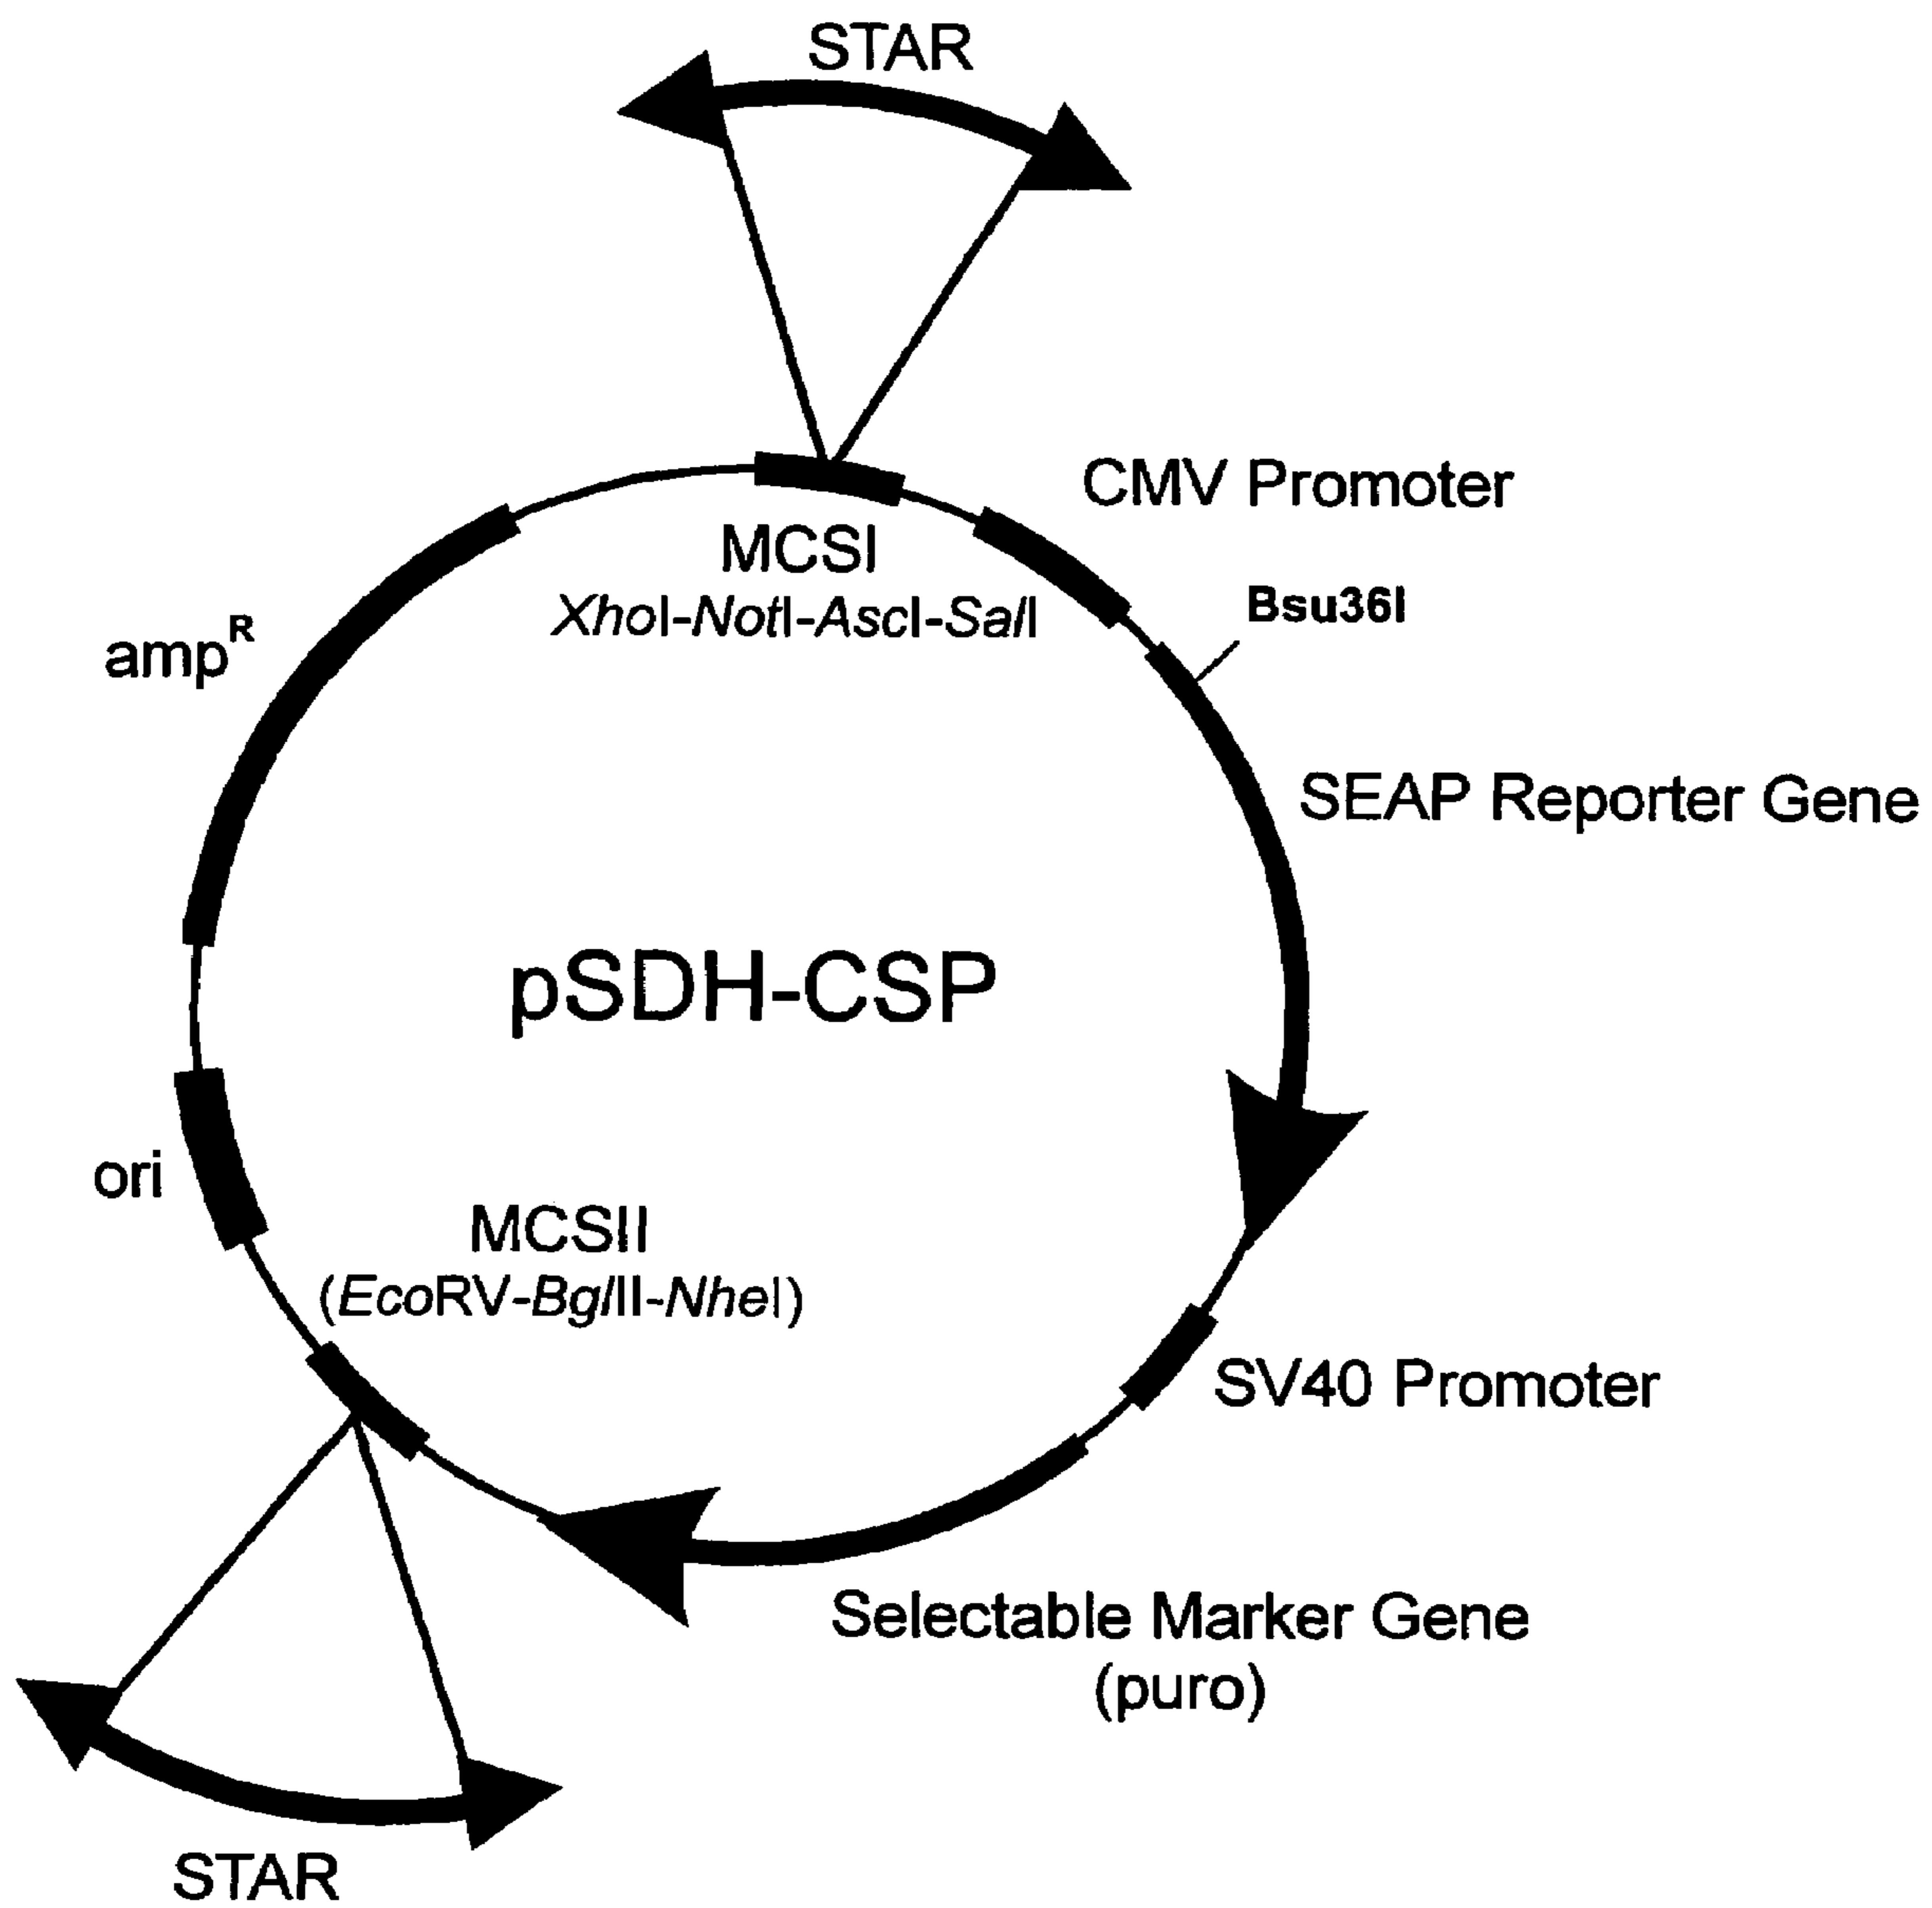 STAR
CMV Promoter
MCSI
XhoI-NotI-AscI-SalI
Bsu36I
amp^R
SEAP Reporter Gene
pSDH-CSP
ori
MCSII
(EcoRV-BglII-NheI)
SV40 Promoter
Selectable Marker Gene
(puro)
STAR